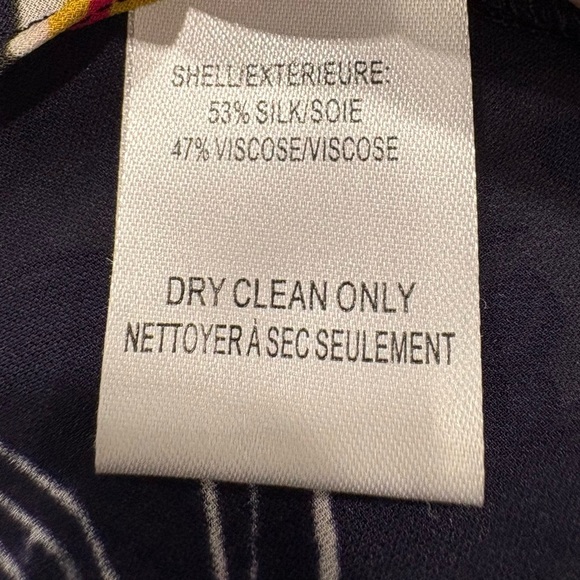 SHELL/EXTERIEURE:
53% SILK/SOIE
47% VISCOSE/VISCOSE
DRY CLEAN ONLY
NETTOYER À SEC SEULEMENT